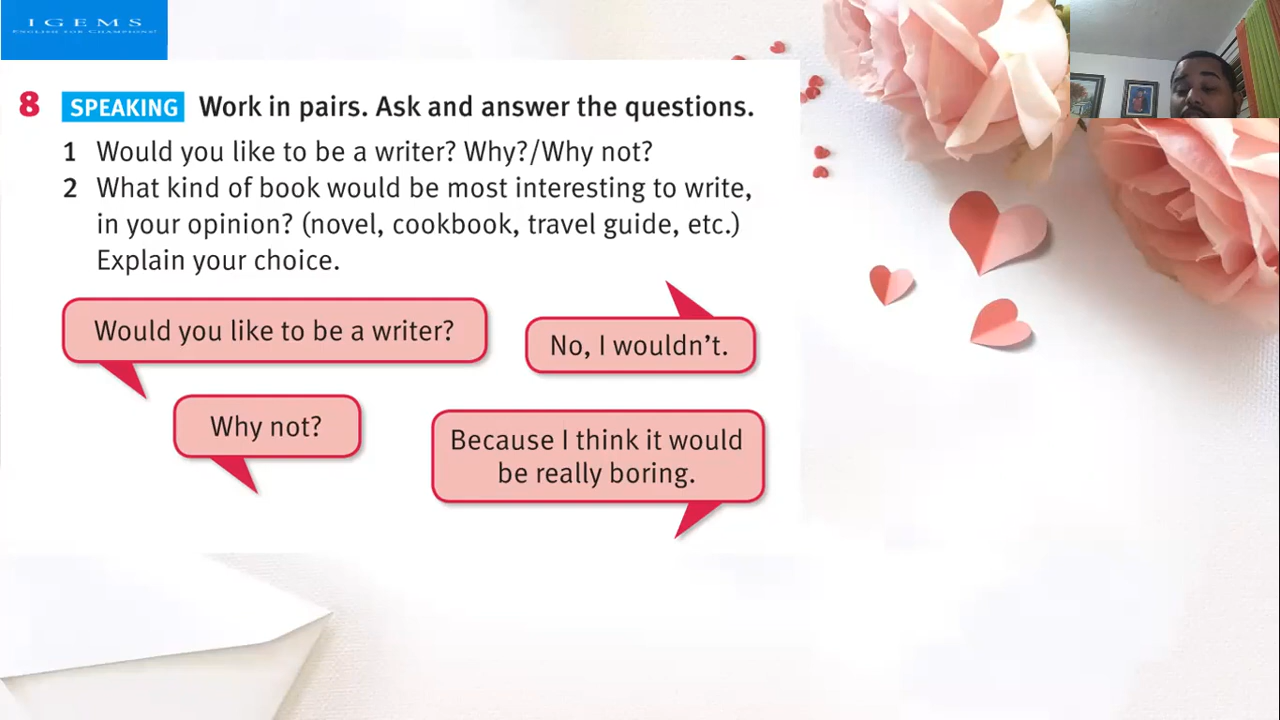 IGEMS
ENGLISH FOR CHAMPIONS!
8 SPEAKING Work in pairs. Ask and answer the questions.
1 Would you like to be a writer? Why?/Why not?
2 What kind of book would be most interesting to write,
in your opinion? (novel, cookbook, travel guide, etc.)
Explain your choice.
Would you like to be a writer?
No, I wouldn't.
Why not?
Because I think it would
be really boring.